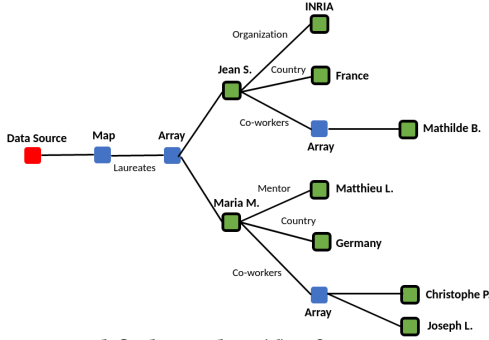 INRIA
Organization
Jean S.
Country
France
Co-workers
Mathilde B.
Array
Data Source
Map
Array
Laureates
Mentor
Matthieu L.
Maria M.
Country
Germany
Co-workers
Christophe P.
Array
Joseph L.